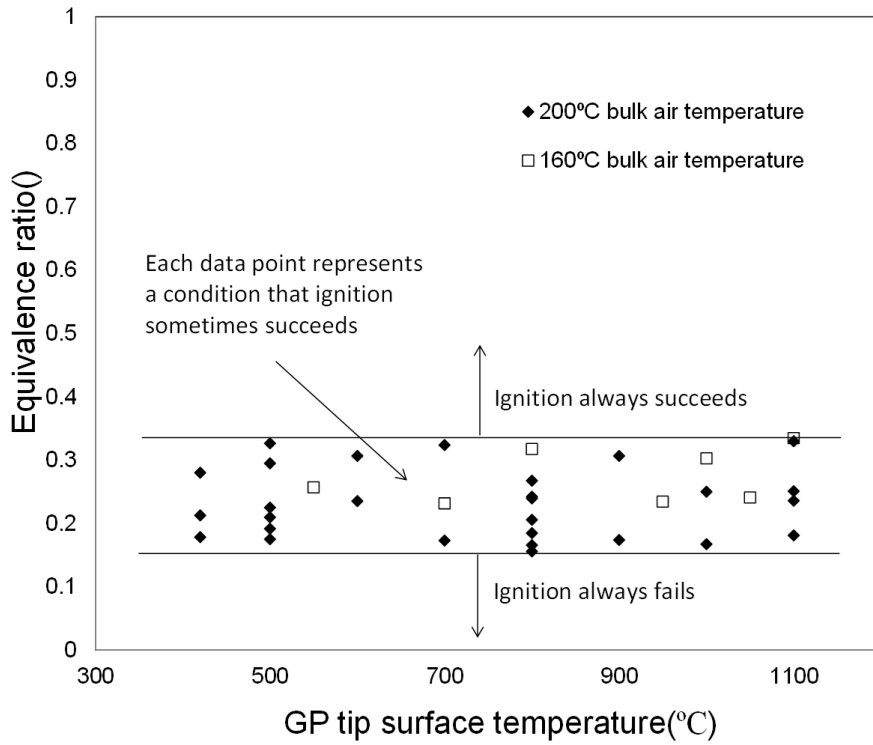 1
0.9
0.8
0.7
0.6
0.5
0.4
0.3
0.2
0.1
0
Equivalence ratio()
200ºC bulk air temperature
160ºC bulk air temperature
Each data point represents
a condition that ignition
sometimes succeeds
Ignition always succeeds
Ignition always fails
300 500 700 900 1100
GP tip surface temperature(ºC)